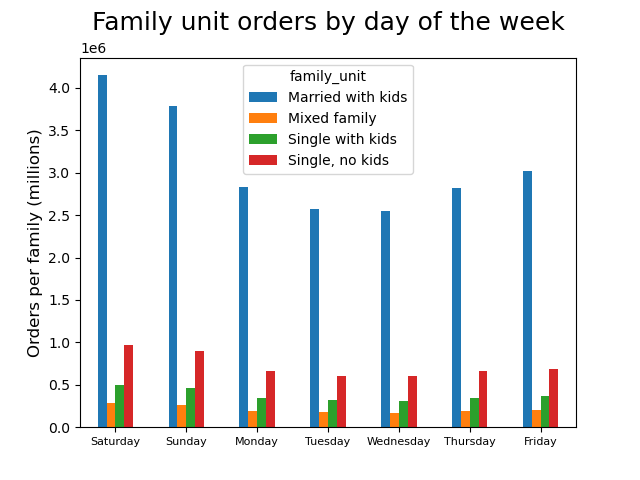 Family unit orders by day of the week
1e6
family_unit
Married with kids
Mixed family
Single with kids
Single, no kids
Orders per family (millions)
4.0
3.5
3.0
2.5
2.0
1.5
1.0
0.5
0.0
Saturday Sunday Monday Tuesday Wednesday Thursday Friday